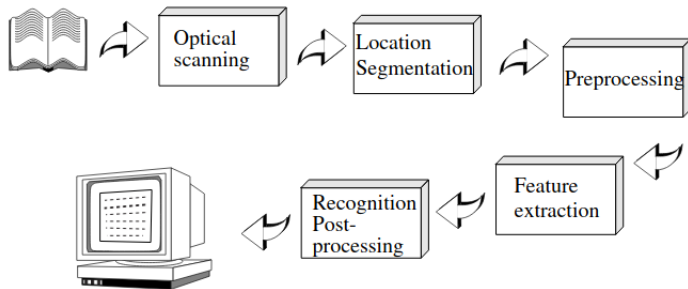 Optical
scanning
Location
Segmentation
Preprocessing
Feature
extraction
Recognition
Post-
processing